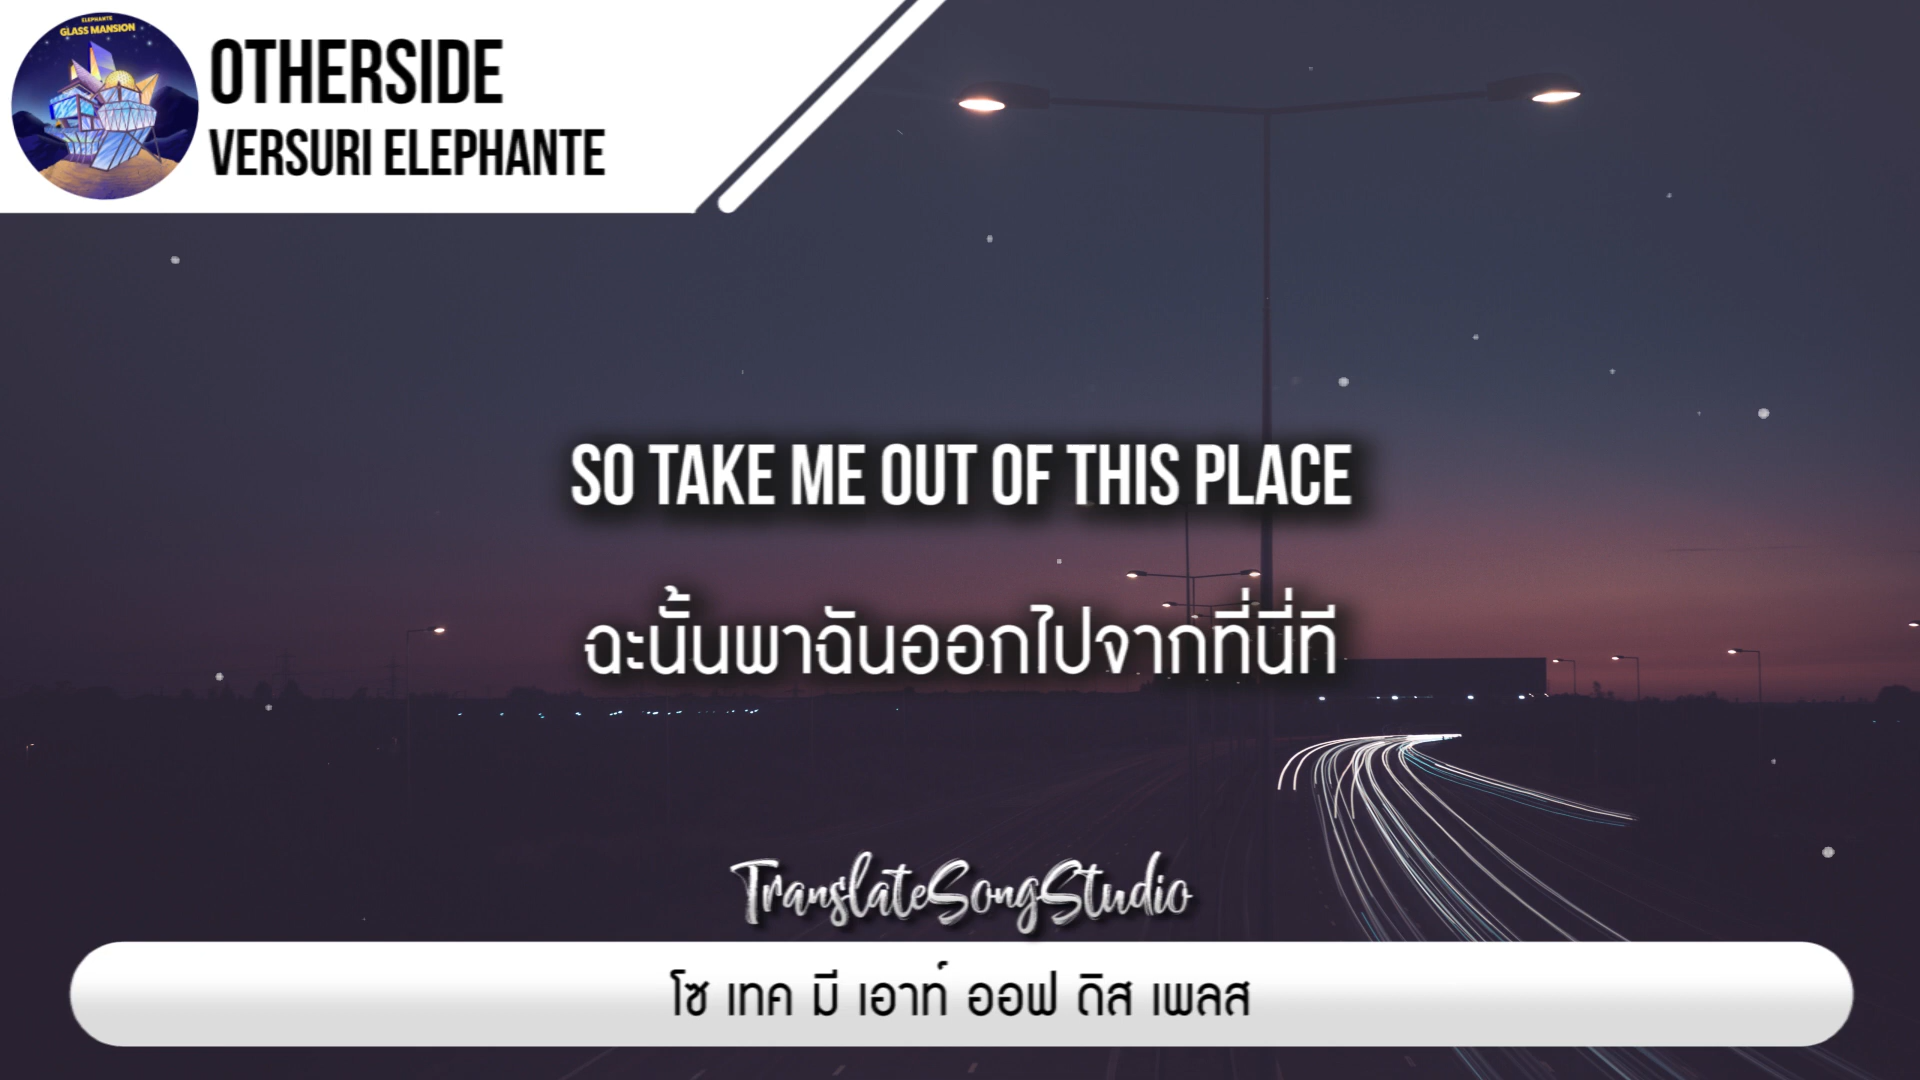 ELEPHANTE
GLASS MANSION
OTHERSIDE
VERSURI ELEPHANTE
SO TAKE ME OUT OF THIS PLACE
ฉะนั้นพาฉันออกไปจากที่นี่ที
TranslateSongStudio
โซ เทค มี เอาท์ ออฟ ดิส เพลส